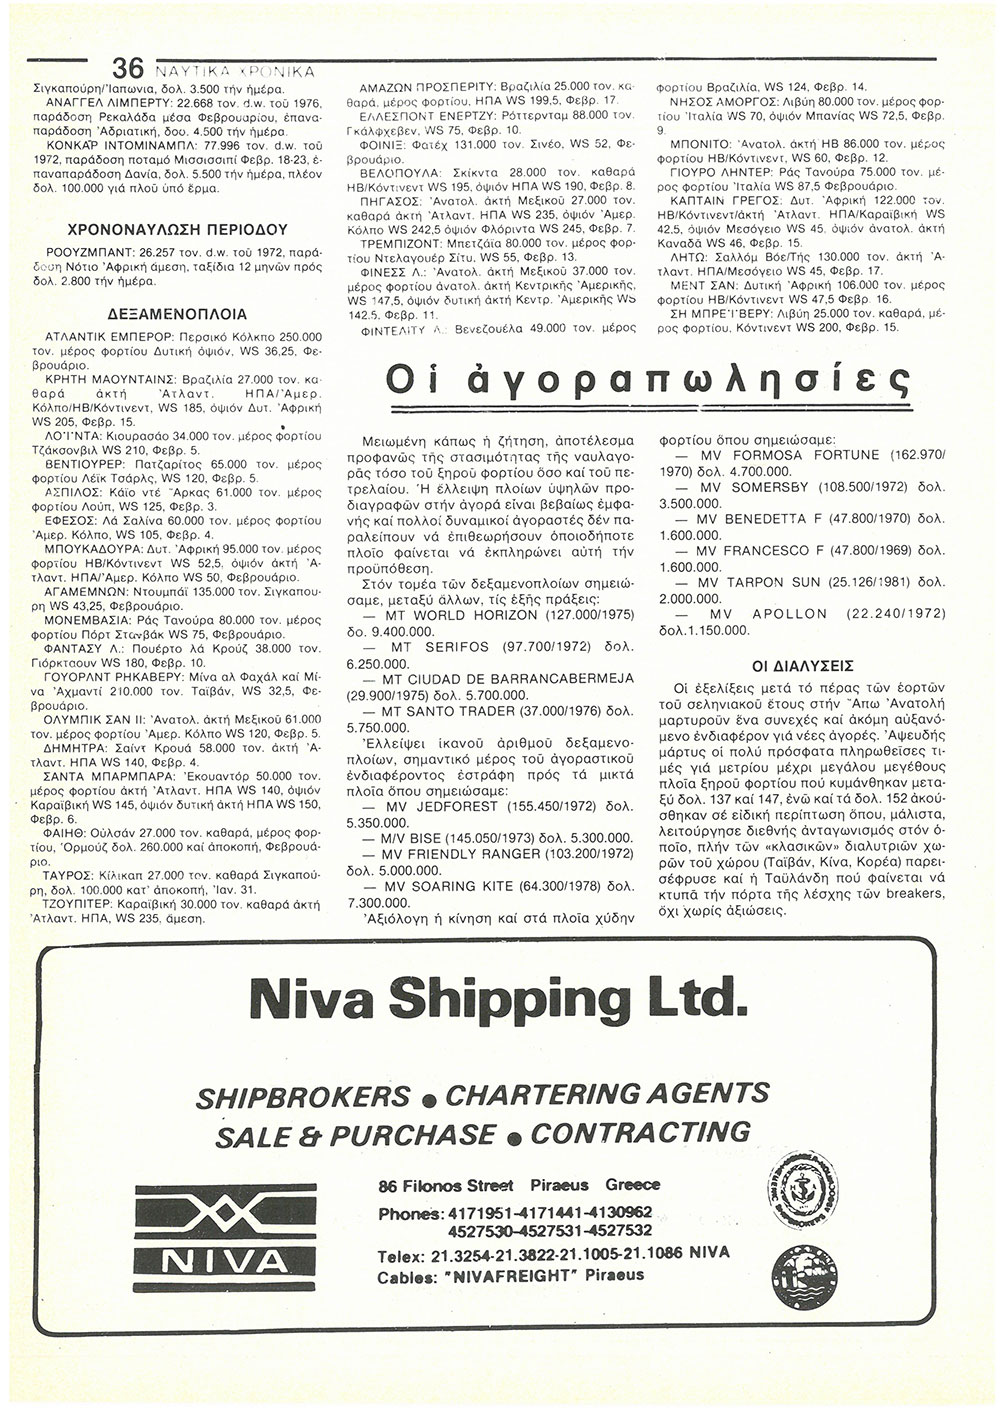 36 ΝΑΥΤΙΚΑ ΧΡΟΝΙΚΑ
Σιγκαπούρη/Ἰαπωνια, δολ. 3.500 τήν ἡμέρα.
ΑΝΑΓΓΕΛ ΛΙΜΠΕΡΤΥ: 22.668 τον. d.w. τοῦ 1976,
παράδοση Ρεκαλάδα μέσα Φεβρουαρίου, ἐπανα-
παράδοση Ἀδριατική, δοο. 4.500 τήν ἡμέρα.
ΚΟΝΚΑΡ ΙΝΤΟΜΙΝΑΜΠΛ: 77.996 τον. d.w. τοῦ
1972, παράδοση ποταμό Μισσισιπί Φεβρ. 18-23, ἐ-
παναπαράδοση Δανία, δολ. 5.500 τήν ἡμέρα, πλέον
δολ. 100.000 γιά πλοῦ ὑπό ἕρμα.
ΧΡΟΝΟΝΑΥΛΩΣΗ ΠΕΡΙΟΔΟΥ
ΡΟΟΥΖΜΠΑΝΤ: 26.257 τον. d.w. τοῦ 1972, παρά-
δοση Νότιο Ἀφρική ἄμεση, ταξίδια 12 μηνῶν πρός
δολ. 2.800 τήν ἡμέρα.
ΔΕΞΑΜΕΝΟΠΛΟΙΑ
ΑΤΛΑΝΤΙΚ ΕΜΠΕΡΟΡ: Περσικό Κόλκπο 250.000
τον. μέρος φορτίου Δυτική ὀψιόν, WS 36,25, Φε-
βρουάριο.
ΚΡΗΤΗ ΜΑΟΥΝΤΑΙΝΣ: Βραζιλία 27.000 τον. κα-
θαρά ἀκτή Ἀτλαντ. ΗΠΑ/Ἀμερ.
Κόλπο/ΗΒ/Κόντινεντ, WS 185, ὀψιόν Δυτ. Ἀφρική
WS 205, Φεβρ. 15.
ΛΟΪΝΤΑ: Κιουρασάο 34.000 τον. μέρος φορτίου
Τζάκσονβιλ WS 210, Φεβρ. 5.
ΒΕΝΤΙΟΥΡΕΡ: Πατζαρίτος 65.000 τον. μέρος
φορτίου Λέϊκ Τσάρλς, WS 120, Φεβρ. 5.
ΑΣΠΙΛΟΣ: Κάϊο ντέ Ἄρκας 61.000 τον. μέρος
φορτίου Λούπ, WS 125, Φεβρ. 3.
ΕΦΕΣΟΣ: Λά Σαλίνα 60.000 τον. μέρος φορτίου
Ἀμερ. Κόλπο, WS 105, Φεβρ. 4.
ΜΠΟΥΚΑΔΟΥΡΑ: Δυτ. Ἀφρική 95.000 τον. μέρος
φορτίου ΗΒ/Κόντινεντ WS 52,5, ὀψιόν ἀκτή Ἀ-
τλαντ. ΗΠΑ/Ἀμερ. Κόλπο WS 50, Φεβρουάριο.
ΑΓΑΜΕΜΝΩΝ: Ντουμπάϊ 135.000 τον. Σιγκαπου-
ρη WS 43,25, Φεβρουάριο.
ΜΟΝΕΜΒΑΣΙΑ: Ράς Τανούρα 80.000 τον. μέρος
φορτίου Πόρτ Στανβάκ WS 75, Φεβρουάριο.
ΦΑΝΤΑΣΥ Λ.: Πουέρτο λά Κρούζ 38.000 τον.
Γιόρκταουν WS 180, Φεβρ. 10.
ΓΟΥΟΡΛΝΤ ΡΗΚΑΒΕΡΥ: Μίνα αλ Φαχάλ καί Μί-
να Ἀχμαντί 210.000 τον. Ταϊβάν, WS 32,5, Φε-
βρουάριο.
ΟΛΥΜΠΙΚ ΣΑΝ ΙΙ: Ἀνατολ. ἀκτή Μεξικοῦ 61.000
τον. μέρος φορτίου Ἀμερ. Κόλπο WS 120, Φεβρ. 5.
ΔΗΜΗΤΡΑ: Σαίντ Κρουά 58.000 τον. ἀκτή Ἀ-
τλαντ. ΗΠΑ WS 140, Φεβρ. 4.
ΣΑΝΤΑ ΜΠΑΡΜΠΑΡΑ: Ἐκουαντόρ 50.000 τον.
μέρος φορτίου ἀκτή Ἀτλαντ. ΗΠΑ WS 140, ὀψιόν
Καραϊβική WS 145, ὀψιόν δυτική ἀκτή ΗΠΑ WS 150,
Φεβρ. 6.
ΦΑΙΗΘ: Οὐλσάν 27.000 τον. καθαρά, μέρος φορ-
τίου, Ὁρμούζ δολ. 260.000 καί ἀποκοπή, Φεβρουά-
ριο.
ΤΑΥΡΟΣ: Κίλικαπ 27.000 τον. καθαρά Σιγκαπού-
ρη, δολ. 100.000 κατ' ἀποκοπή, Ἰαν. 31.
ΤΖΟΥΠΙΤΕΡ: Καραϊβική 30.000 τον. καθαρά ἀκτή
Ἀτλαντ. ΗΠΑ, WS 235, ἄμεση.
ΑΜΑΖΩΝ ΠΡΟΣΠΕΡΙΤΥ: Βραζιλία 25.000 τον. κα-
θαρά, μέρος φορτίου, ΗΠΑ WS 199,5, Φεβρ. 17.
ΕΛΛΕΣΠΟΝΤ ΕΝΕΡΤΖΥ: Ρόττερνταμ 88.000 τον.
Γκάλφχεβεν, WS 75, Φεβρ. 10.
ΦΟΙΝΙΞ: Φατέχ 131.000 τον. Σινέο, WS 52, Φε-
βρουάριο.
ΒΕΛΟΠΟΥΛΑ: Σκίκντα 28.000 τον. καθαρά
ΗΒ/Κόντινεντ WS 195, ὀψιόν ΗΠΑ WS 190, Φεβρ. 8.
ΠΗΓΑΣΟΣ: Ἀνατολ. ἀκτή Μεξικοῦ 27.000 τον.
καθαρά ἀκτή Ἀτλαντ. ΗΠΑ WS 235, ὀψιόν Ἀμερ.
Κόλπο WS 242,5 ὀψιόν Φλόριντα WS 245, Φεβρ. 7.
ΤΡΕΜΠΙΖΟΝΤ: Μπετζάϊα 80.000 τον. μέρος φορ-
τίου Ντελαγουέρ Σίτυ. WS 55, Φεβρ. 13.
ΦΙΝΕΣΣ Λ.: Ἀνατολ. ἀκτή Μεξικοῦ 37.000 τον.
μέρος φορτίου ἀνατολ. ἀκτή Κεντρικῆς Ἀμερικῆς,
WS 147,5, ὀψιόν δυτική ἀκτή Κεντρ. Ἀμερικῆς WS
142.5. Φεβρ. 11.
ΦΙΝΤΕΛΙΤΥ Λ.: Βενεζουέλα 49.000 τον. μέρος
φορτίου Βραζιλία, WS 124, Φεβρ. 14.
ΝΗΣΟΣ ΑΜΟΡΓΟΣ: Λιβύη 80.000 τον. μέρος φορ-
τίου Ἰταλία WS 70, ὀψιόν Μπανίας WS 72,5, Φεβρ.
9.
ΜΠΟΝΙΤΟ: Ἀνατολ. ἀκτή ΗΒ 86.000 τον. μέρος
φορτίου ΗΒ/Κόντινεντ, WS 60, Φεβρ. 12.
ΓΙΟΥΡΟ ΛΗΝΤΕΡ: Ράς Τανούρα 75.000 τον. μέ-
ρος φορτίου Ἰταλία WS 87,5 Φεβρουάριο.
ΚΑΠΤΑΙΝ ΓΡΕΓΟΣ: Δυτ. Ἀφρική 122.000 τον.
ΗΒ/Κόντινεντ/ἀκτή Ἀτλαντ. ΗΠΑ/Καραϊβική WS
42.5, ὀψιόν Μεσόγειο WS 45. ὀψιόν ἀνατολ. ἀκτή
Καναδᾶ WS 46, Φεβρ. 15.
ΛΗΤΩ: Σαλλόμ Βόε/Τής 130.000 τον. ἀκτή Ἀ-
τλαντ. ΗΠΑ/Μεσόγειο WS 45, Φεβρ. 17.
ΜΕΝΤ ΣΑΝ: Δυτική Ἀφρική 106.000 τον. μέρος
φορτίου ΗΒ/Κόντινεντ WS 47,5 Φεβρ. 16.
ΣΗ ΜΠΡΕΪΒΕΡΥ: Λιβύη 25.000 τον. καθαρά, μέ-
ρος φορτίου, Κόντινεντ WS 200, Φεβρ. 15.
Οἱ ἀγοραπωλησίες
Μειωμένη κάπως ἡ ζήτηση, ἀποτέλεσμα
προφανῶς τῆς στασιμότητας τῆς ναυλαγο-
ρᾶς τόσο τοῦ ξηροῦ φορτίου ὅσο καί τοῦ πε-
τρελαίου. Ἡ ἔλλειψη πλοίων ὑψηλῶν προ-
διαγραφῶν στήν ἀγορά εἶναι βεβαίως ἐμφα-
νής καί πολλοί δυναμικοί ἀγοραστές δέν πα-
ραλείπουν νά ἐπιθεωρήσουν ὁποιοδήποτε
πλοῖο φαίνεται νά ἐκπληρώνει αὐτή τήν
προϋπόθεση.
Στόν τομέα τῶν δεξαμενοπλοίων σημειώ-
σαμε, μεταξύ ἄλλων, τίς ἑξῆς πράξεις:
— MT WORLD HORIZON (127.000/1975)
δο. 9.400.000.
— MT SERIFOS (97.700/1972) δολ.
6.250.000.
— MT CIUDAD DE BARRANCABERMEJA
(29.900/1975) δολ. 5.700.000.
— MT SANTO TRADER (37.000/1976) δολ.
5.750.000.
Ἐλλείψει ἱκανοῦ ἀριθμοῦ δεξαμενο-
πλοίων, σημαντικό μέρος τοῦ ἀγοραστικοῦ
ἐνδιαφέροντος ἐστράφη πρός τά μικτά
πλοῖα ὅπου σημειώσαμε:
— MV JEDFOREST (155.450/1972) δολ.
5.350.000.
— M/V BISE (145.050/1973) δολ. 5.300.000.
— MV FRIENDLY RANGER (103.200/1972)
δολ. 5.000.000.
— MV SOARING KITE (64.300/1978) δολ.
7.300.000.
Ἀξιόλογη ἡ κίνηση καί στά πλοῖα χύδην
φορτίου ὅπου σημειώσαμε:
— MV FORMOSA FORTUNE (162.970/
1970) δολ. 4.700.000.
— MV SOMERSBY (108.500/1972) δολ.
3.500.000.
— MV BENEDETTA F (47.800/1970) δολ.
1.600.000.
— MV FRANCESCO F (47.800/1969) δολ.
1.600.000.
— MV TARPON SUN (25.126/1981) δολ.
2.000.000.
— MV APOLLON (22.240/1972)
δολ.1.150.000.
ΟΙ ΔΙΑΛΥΣΕΙΣ
Οἱ ἐξελίξεις μετά τό πέρας τῶν ἑορτῶν
τοῦ σεληνιακοῦ ἔτους στήν Ἄπω Ἀνατολή
μαρτυροῦν ἕνα συνεχές καί ἀκόμη αὐξανό-
μενο ἐνδιαφέρον γιά νέες ἀγορές. Ἀψευδής
μάρτυς οἱ πολύ πρόσφατα πληρωθεῖσες τι-
μές γιά μετρίου μέχρι μεγάλου μεγέθους
πλοῖα ξηροῦ φορτίου πού κυμάνθηκαν μετα-
ξύ δολ. 137 καί 147, ἐνῶ καί τά δολ. 152 ἀκού-
σθηκαν σέ εἰδική περίπτωση ὅπου, μάλιστα,
λειτούργησε διεθνής ἀνταγωνισμός στόν ὁ-
ποῖο, πλήν τῶν «κλασικῶν» διαλυτριῶν χω-
ρῶν τοῦ χώρου (Ταϊβάν, Κίνα, Κορέα) παρει-
σέφρυσε καί ἡ Ταϋλάνδη πού φαίνεται νά
κτυπᾶ τήν πόρτα τῆς λέσχης τῶν breakers,
ὄχι χωρίς ἀξιώσεις.
Niva Shipping Ltd.
SHIPBROKERS • CHARTERING AGENTS
SALE & PURCHASE • CONTRACTING
NIVA
86 Filonos Street Piraeus Greece
Phones: 4171951-4171441-4130962
4527530-4527531-4527532
Telex: 21.3254-21.3822-21.1005-21.1086 NIVA
Cables: "NIVAFREIGHT" Piraeus